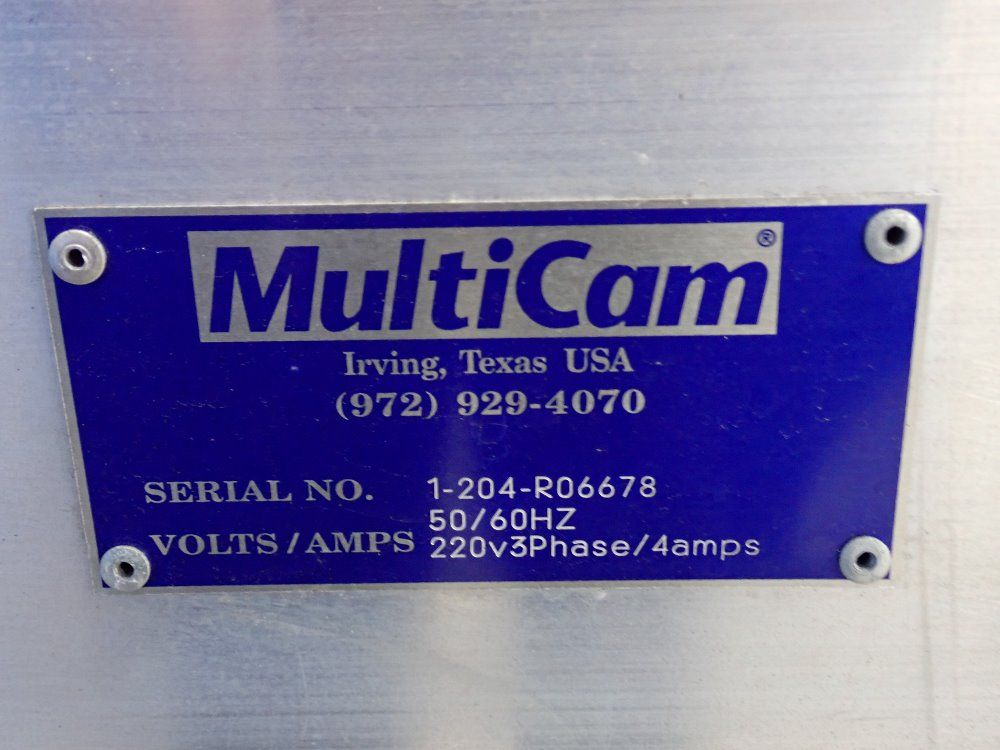 MultiCam®
Irving, Texas USA
(972) 929-4070
SERIAL NO. 1-204-R06678
50/60HZ
VOLTS/AMPS 220v3Phase/4amps